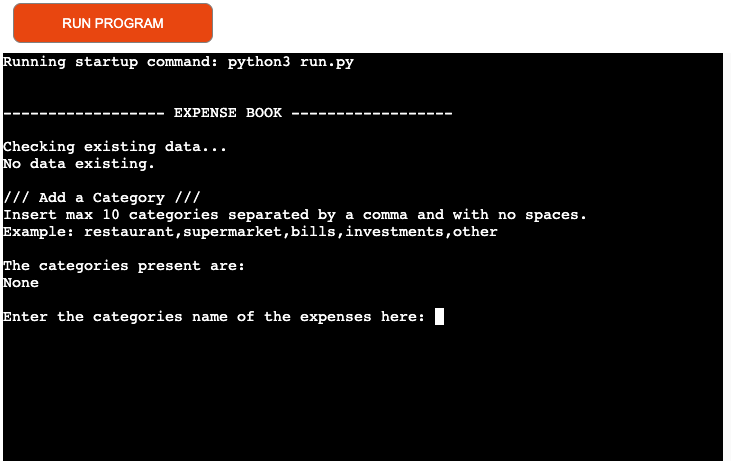 RUN PROGRAM
Running startup command: python3 run.py
------------------ EXPENSE BOOK ------------------
Checking existing data...
No data existing.
/// Add a Category ///
Insert max 10 categories separated by a comma and with no spaces.
Example: restaurant,supermarket,bills,investments,other
The categories present are:
None
Enter the categories name of the expenses here: